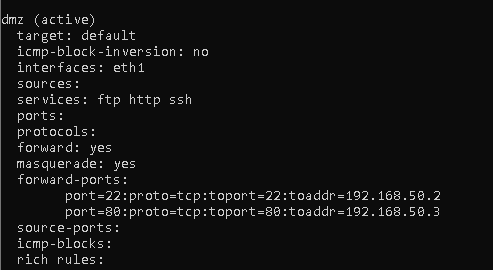 dmz (active)
target: default
icmp-block-inversion: no
interfaces: eth1
sources:
services: ftp http ssh
ports:
protocols:
forward: yes
masquerade: yes
forward-ports:
port=22:proto=tcp:toport=22:toaddr=192.168.50.2
port=80:proto=tcp:toport=80:toaddr=192.168.50.3
source-ports:
icmp-blocks:
rich rules: